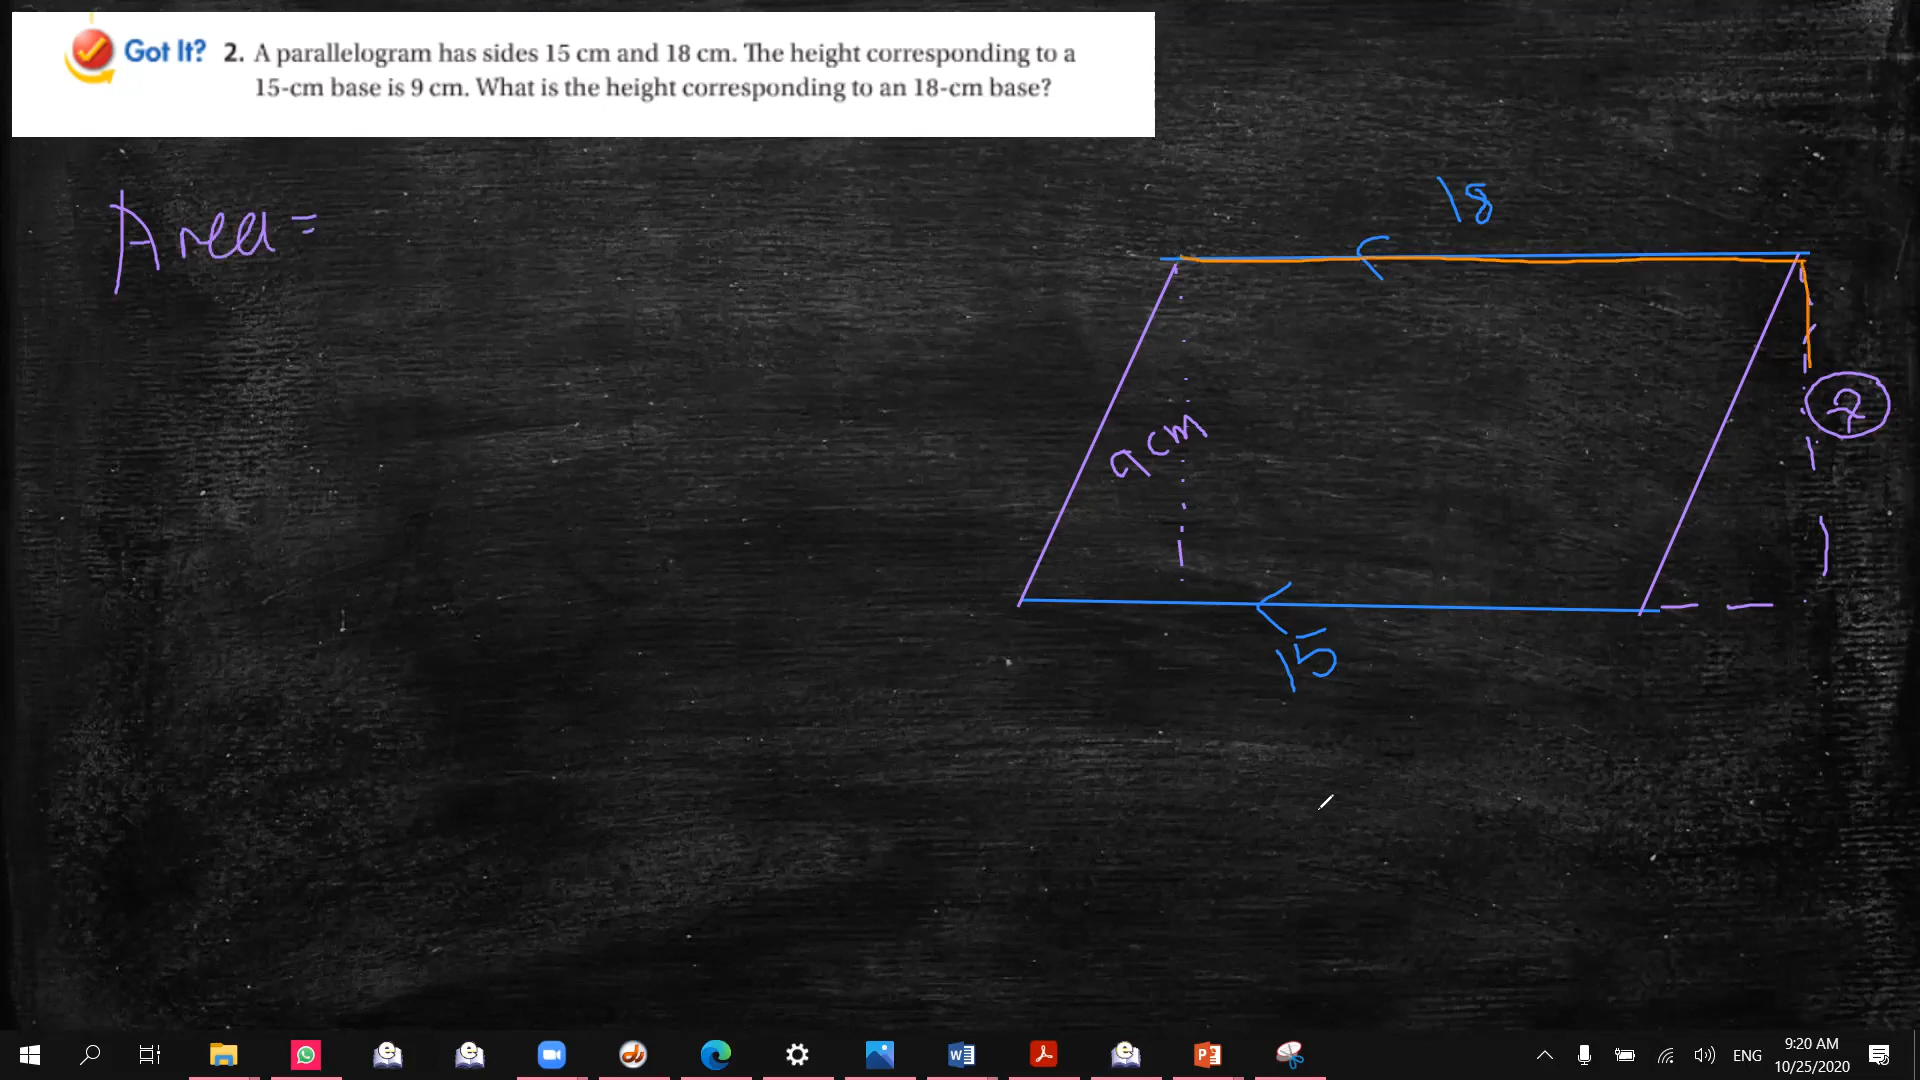 Got It? 2. A parallelogram has sides 15 cm and 18 cm. The height corresponding to a
15-cm base is 9 cm. What is the height corresponding to an 18-cm base?
18
Area =
?
9 cm
15
9:20 AM
ENG
10/25/2020